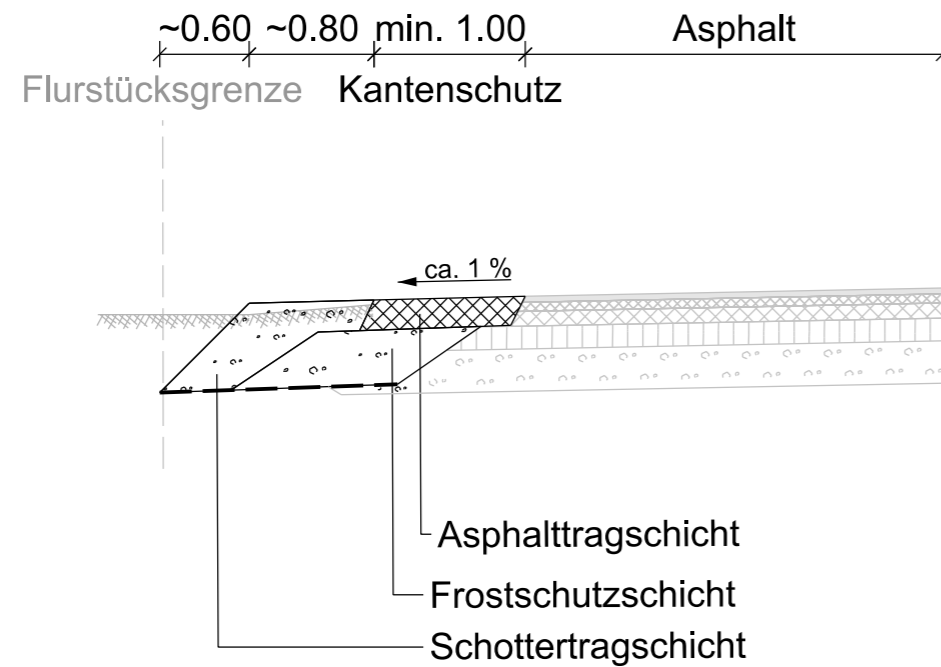 ~0.60 ~0.80 min. 1.00 Asphalt
Flurstücksgrenze Kantenschutz
ca. 1 %
Asphalttragschicht
Frostschutzschicht
Schottertragschicht